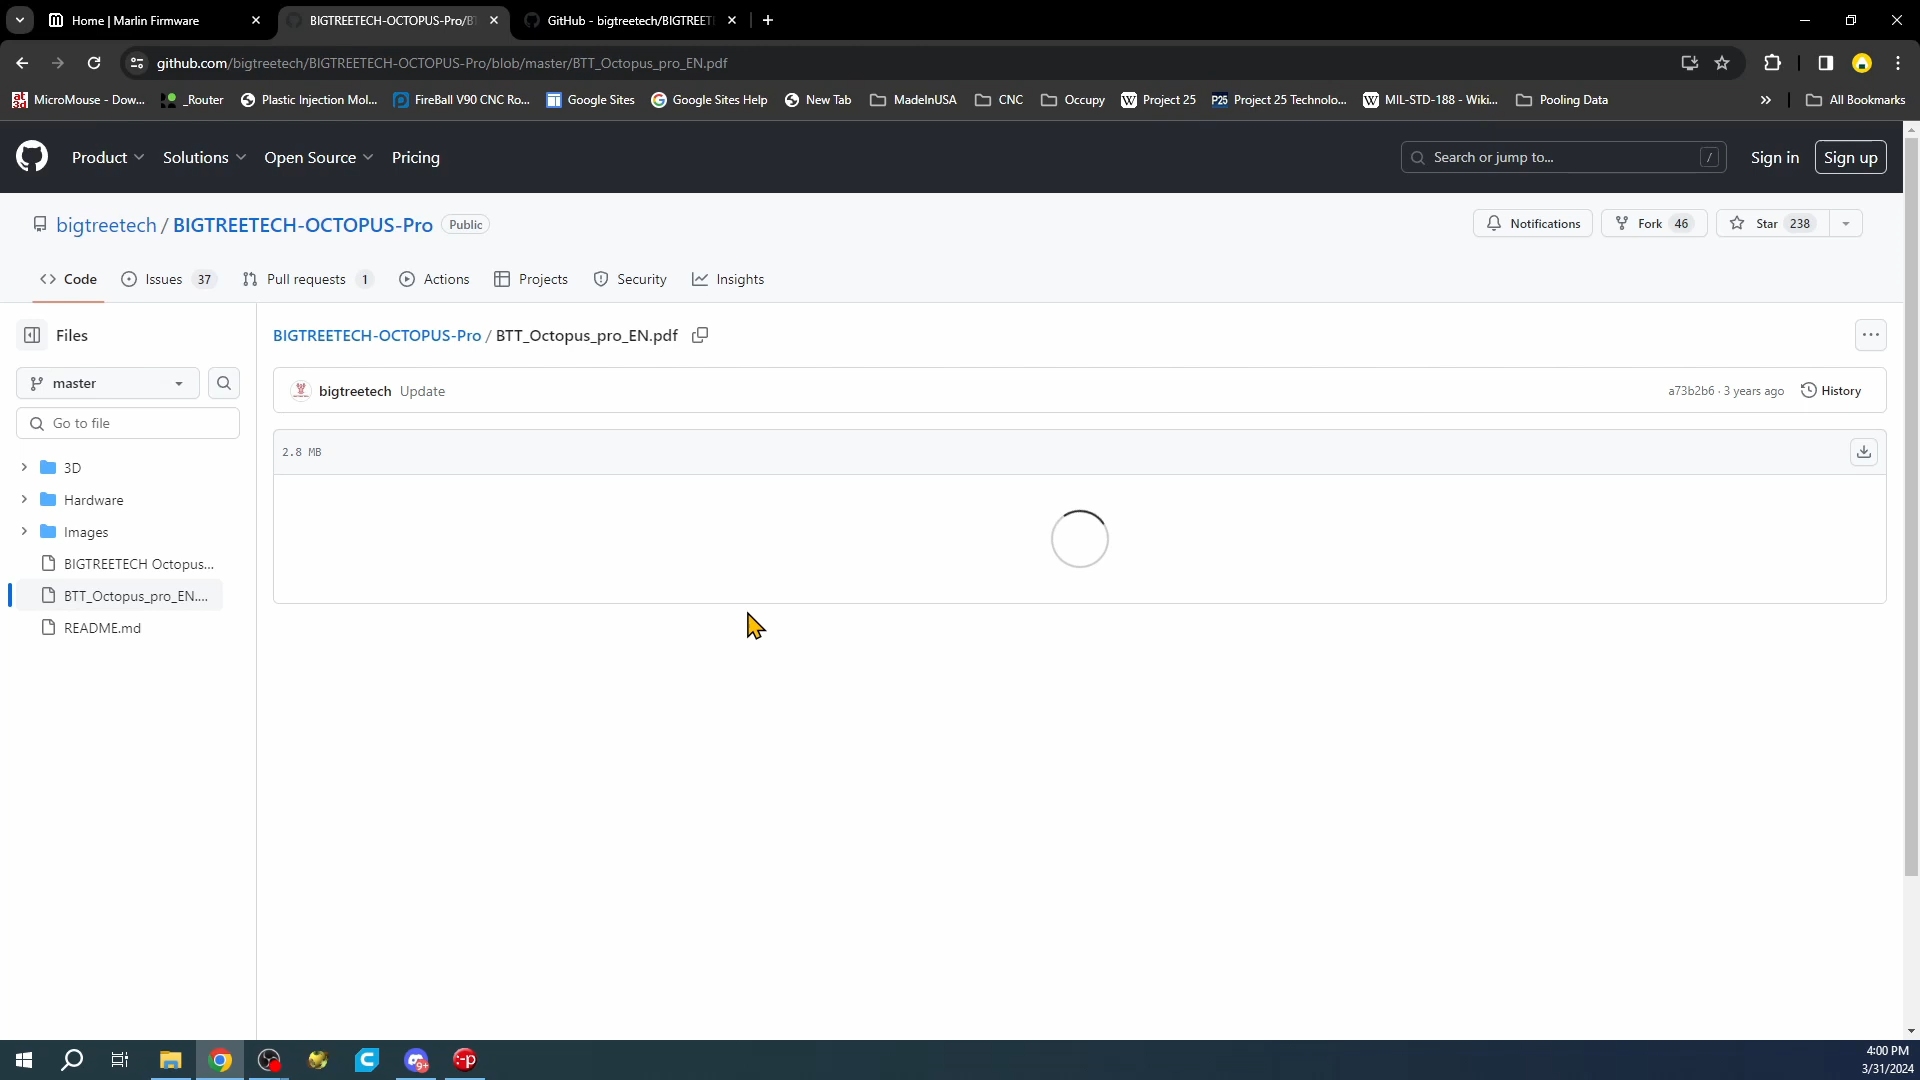 Home | Marlin Firmware
BIGTREETECH-OCTOPUS-Pro/B
GitHub - bigtreetech/BIGTREET
github.com/bigtreetech/BIGTREETECH-OCTOPUS-Pro/blob/master/BTT_Octopus_pro_EN.pdf
MicroMouse - Dow...
_Router
Plastic Injection Mol...
FireBall V90 CNC Ro...
Google Sites
Google Sites Help
New Tab
MadeinUSA
CNC
Occupy
Project 25
P25 Project 25 Technolo...
MIL-STD-188 - Wiki...
Pooling Data
»
All Bookmarks
Product
Solutions
Open Source
Pricing
Search or jump to...
/
Sign in
Sign up
bigtreetech / BIGTREETECH-OCTOPUS-Pro
Public
Notifications
Fork 46
Star 238
Code
Issues 37
Pull requests 1
Actions
Projects
Security
Insights
Files
BIGTREETECH-OCTOPUS-Pro / BTT_Octopus_pro_EN.pdf
master
bigtreetech Update
a73b2b6 · 3 years ago
History
Go to file
2.8 MB
3D
Hardware
Images
BIGTREETECH Octopus...
BTT_Octopus_pro_EN....
README.md
4:00 PM
3/31/2024